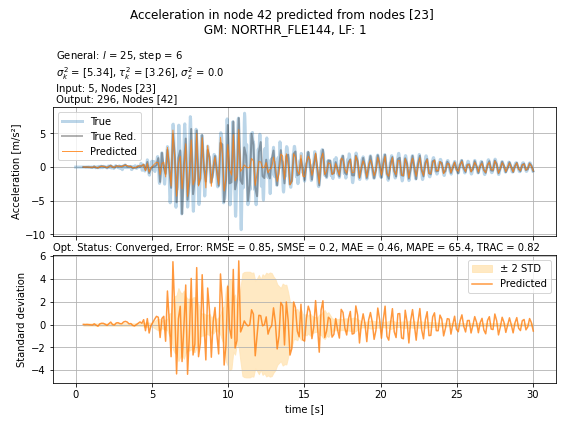 Acceleration in node 42 predicted from nodes [23]
GM: NORTHR_FLE144, LF: 1
General: l = 25, step = 6
σ²ₖ = [5.34], τ²ₖ = [3.26], σ²ε = 0.0
Input: 5, Nodes [23]
Output: 296, Nodes [42]
Acceleration [m/s²]
5
0
−5
−10
True
True Red.
Predicted
Opt. Status: Converged, Error: RMSE = 0.85, SMSE = 0.2, MAE = 0.46, MAPE = 65.4, TRAC = 0.82
Standard deviation
6
4
2
0
−2
−4
± 2 STD
Predicted
0 5 10 15 20 25 30
time [s]